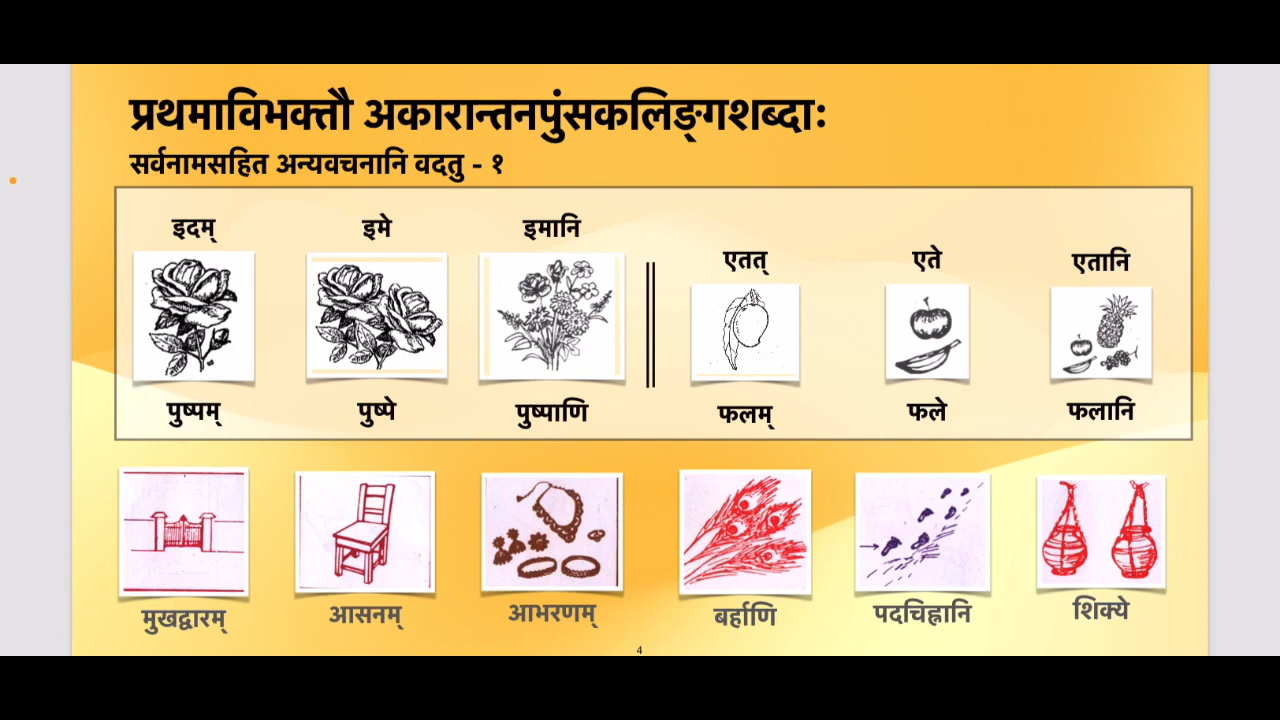 प्रथमाविभक्तौ अकारान्तनपुंसकलिङ्गशब्दाः
सर्वनामसहित अन्यवचनानि वदतु - १
इदम् इमे इमानि एतत् एते एतानि
पुष्पम् पुष्पे पुष्पाणि फलम् फले फलानि
मुखद्वारम् आसनम् आभरणम् बर्हाणि पदचिह्नानि शिक्ये
4